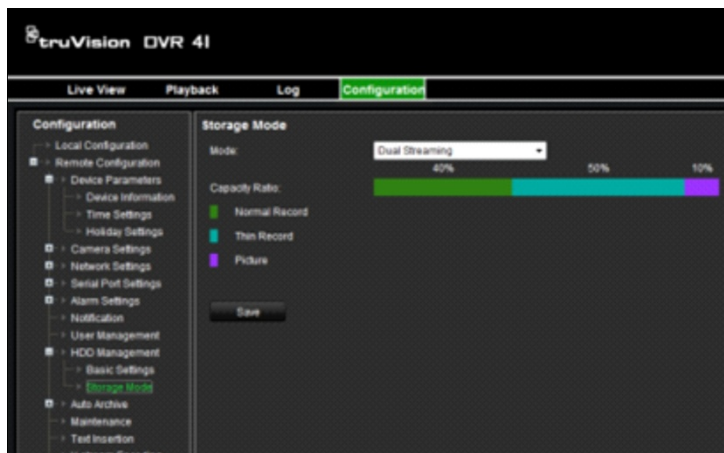 truVision DVR 41
Live View Playback Log Configuration
Configuration
Local Configuration
Remote Configuration
Device Parameters
Device Information
Time Settings
Holiday Settings
Camera Settings
Network Settings
Serial Port Settings
Alarm Settings
Notification
User Management
HDD Management
Basic Settings
Storage Mode
Auto Archive
Maintenance
Text Insertion
Storage Mode
Mode: Dual Streaming
40% 50% 10%
Capacity Ratio:
Normal Record
Thin Record
Picture
Save